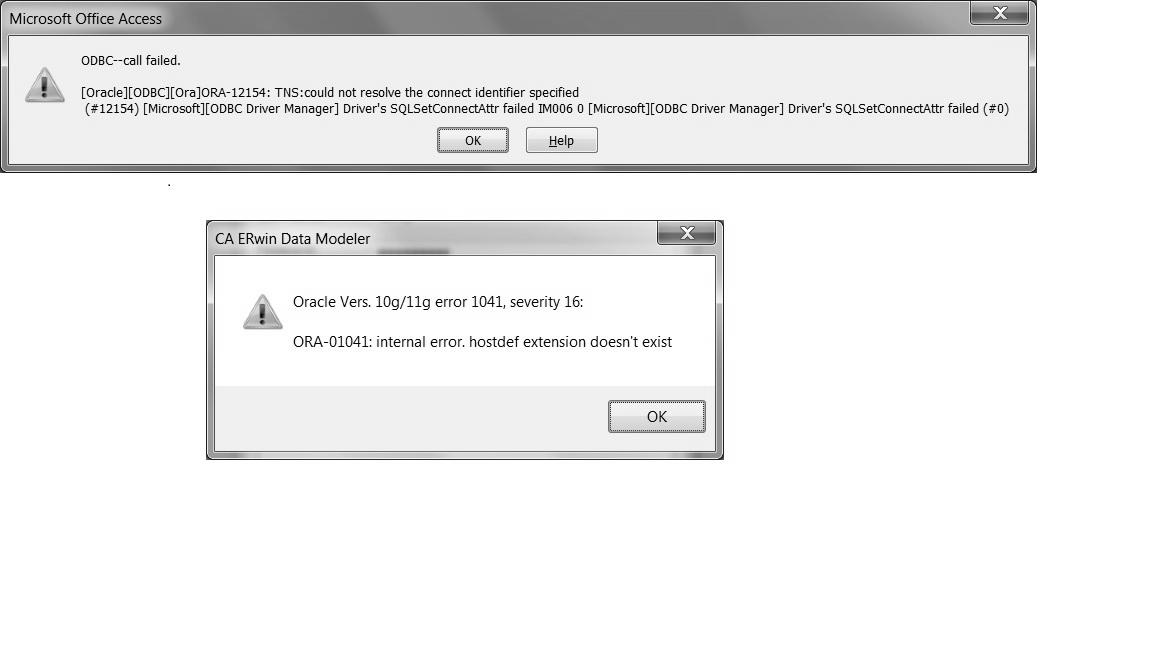 Microsoft Office Access
ODBC--call failed.
[Oracle][ODBC][Ora]ORA-12154: TNS:could not resolve the connect identifier specified
(#12154) [Microsoft][ODBC Driver Manager] Driver's SQLSetConnectAttr failed IM006 0 [Microsoft][ODBC Driver Manager] Driver's SQLSetConnectAttr failed (#0)
OK Help
.
CA ERwin Data Modeler
Oracle Vers. 10g/11g error 1041, severity 16:
ORA-01041: internal error. hostdef extension doesn't exist
OK